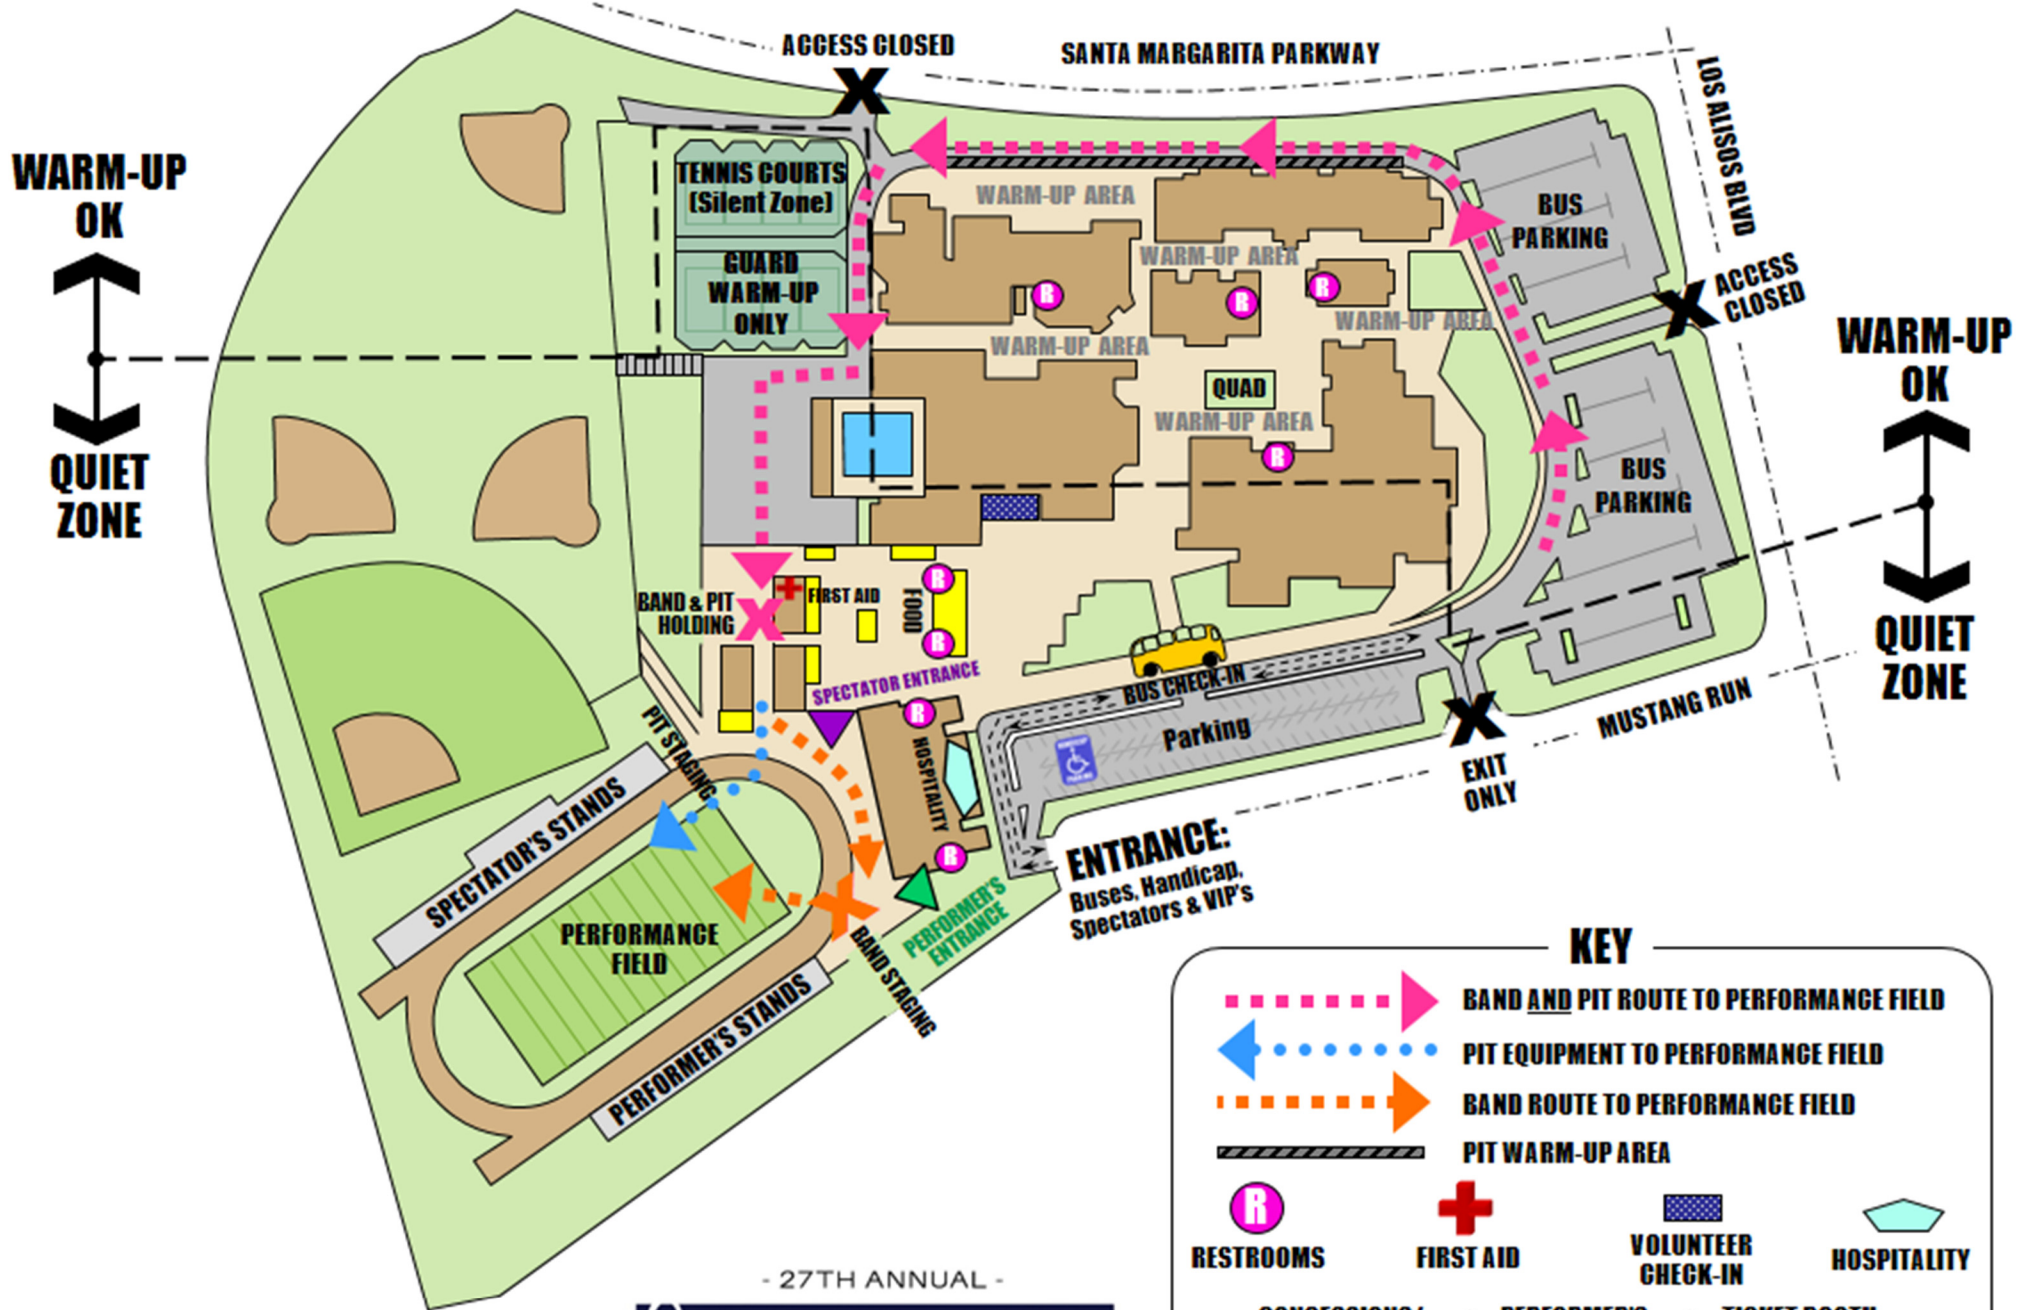 ACCESS CLOSED
SANTA MARGARITA PARKWAY
LOS ALISOS BLVD
WARM-UP
OK
QUIET
ZONE
TENNIS COURTS
(Silent Zone)
GUARD
WARM-UP
ONLY
WARM-UP AREA
WARM-UP AREA
WARM-UP AREA
WARM-UP AREA
WARM-UP AREA
R
R
R
R
QUAD
BUS
PARKING
ACCESS
CLOSED
BUS
PARKING
WARM-UP
OK
QUIET
ZONE
BAND & PIT
HOLDING
FIRST AID
FOOD
R
R
SPECTATOR ENTRANCE
R
HOSPITALITY
R
BUS CHECK-IN
Parking
MUSTANG RUN
EXIT
ONLY
PIT STAGING
SPECTATOR'S STANDS
PERFORMANCE
FIELD
PERFORMER'S STANDS
BAND STAGING
PERFORMER'S
ENTRANCE
ENTRANCE:
Buses, Handicap,
Spectators & VIP's
KEY
BAND AND PIT ROUTE TO PERFORMANCE FIELD
PIT EQUIPMENT TO PERFORMANCE FIELD
BAND ROUTE TO PERFORMANCE FIELD
PIT WARM-UP AREA
R
RESTROOMS
FIRST AID
VOLUNTEER
CHECK-IN
HOSPITALITY
- 27TH ANNUAL -